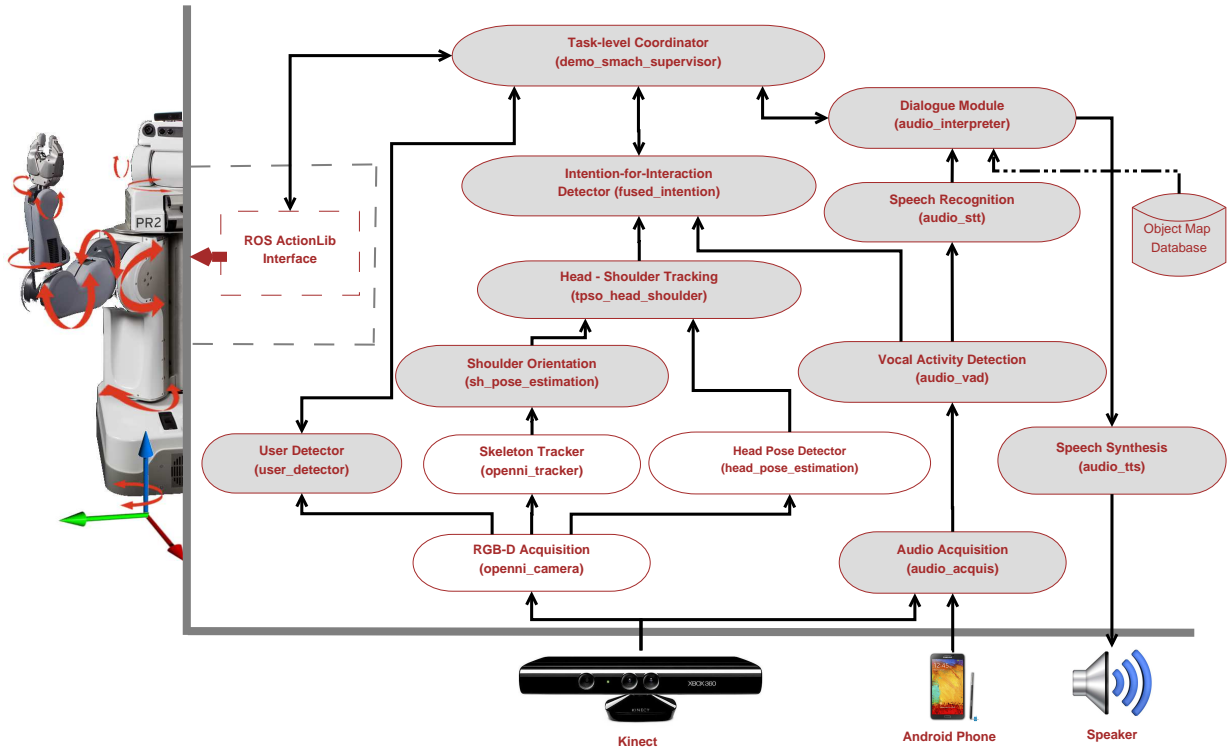 Task-level Coordinator
(demo_smach_supervisor)
Dialogue Module
(audio_interpreter)
Intention-for-Interaction
Detector (fused_intention)
Speech Recognition
(audio_stt)
PR2
ROS ActionLib
Interface
Object Map
Database
Head - Shoulder Tracking
(tpso_head_shoulder)
Shoulder Orientation
(sh_pose_estimation)
Vocal Activity Detection
(audio_vad)
User Detector
(user_detector)
Skeleton Tracker
(openni_tracker)
Head Pose Detector
(head_pose_estimation)
Speech Synthesis
(audio_tts)
RGB-D Acquisition
(openni_camera)
Audio Acquisition
(audio_acquis)
XBOX 360
KINECT
Kinect
Android Phone
Speaker